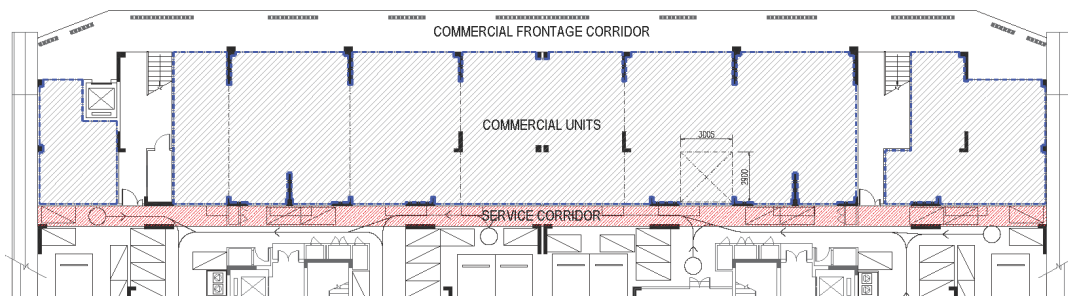 COMMERCIAL FRONTAGE CORRIDOR
COMMERCIAL UNITS
3005
2900
SERVICE CORRIDOR